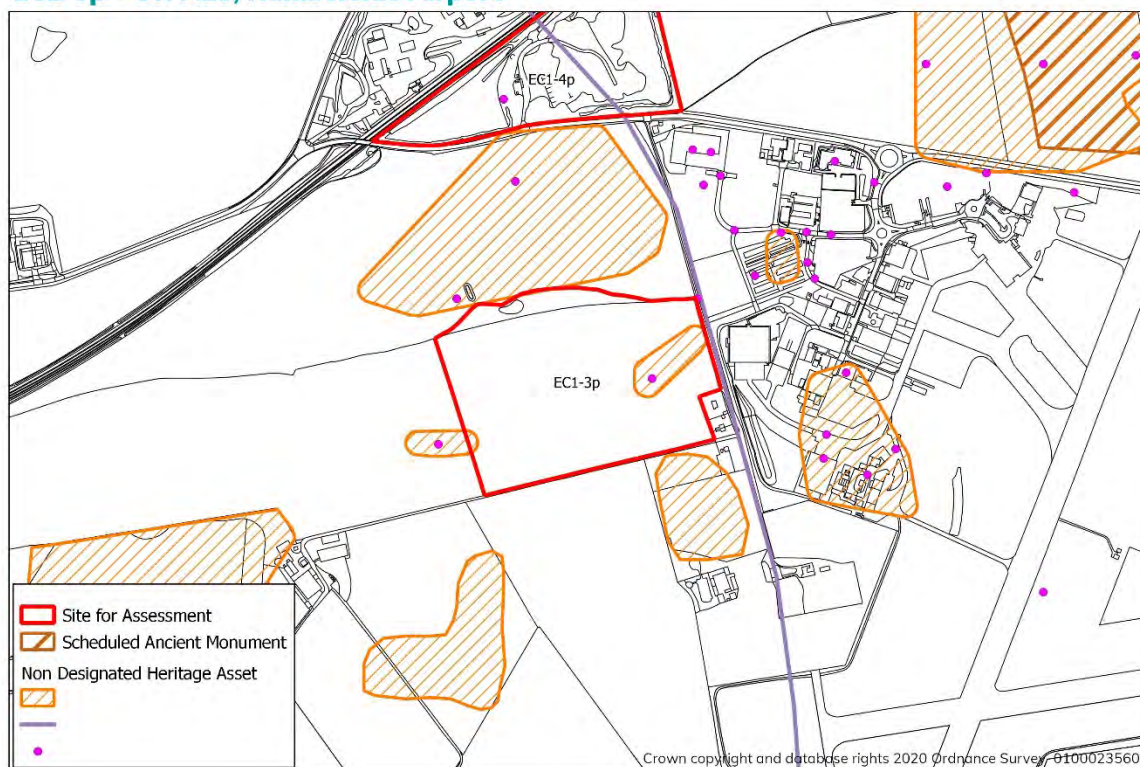 EC1-4p
EC1-3p
Site for Assessment
Scheduled Ancient Monument
Non Designated Heritage Asset
Crown copyright and database rights 2020 Ordnance Survey 0100023560